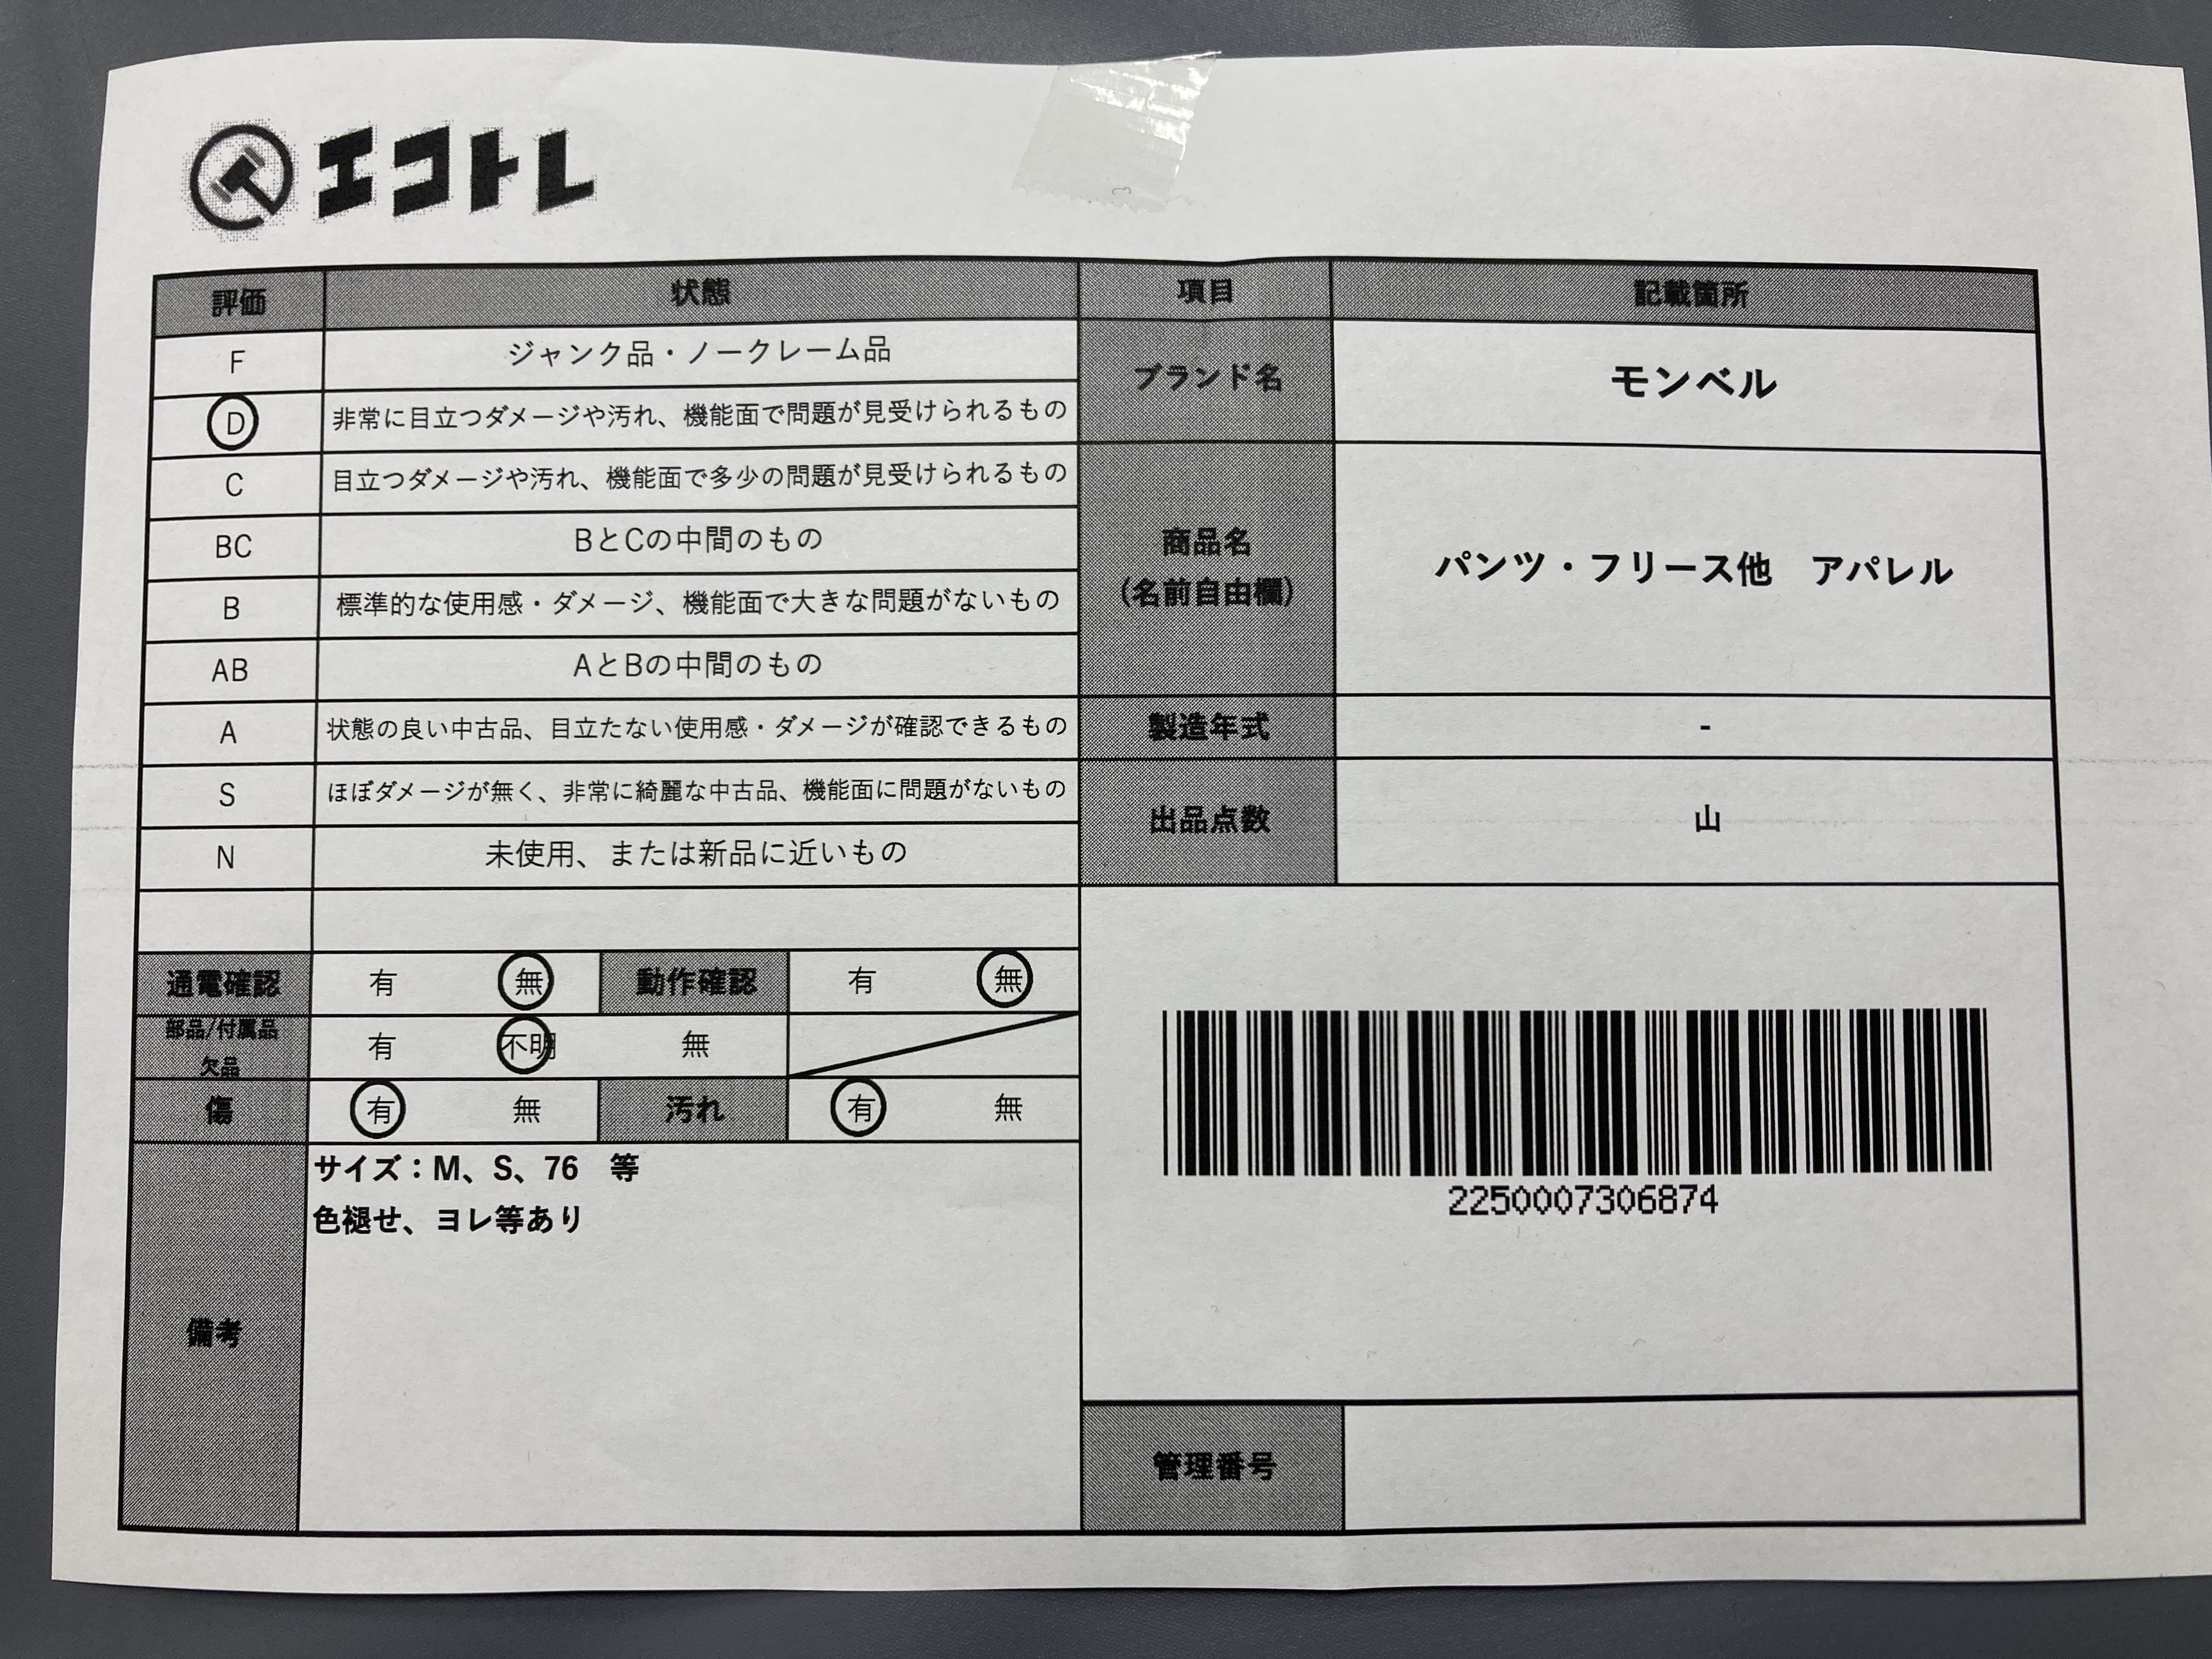 エコトレ
評価 状態 項目 記載箇所
F ジャンク品・ノークレーム品
D 非常に目立つダメージや汚れ、機能面で問題が見受けられるもの
ブランド名 モンベル
C 目立つダメージや汚れ、機能面で多少の問題が見受けられるもの
BC BとCの中間のもの
B 標準的な使用感・ダメージ、機能面で大きな問題がないもの
商品名
(名前自由欄)
パンツ・フリース他　アパレル
AB AとBの中間のもの
A 状態の良い中古品、目立たない使用感・ダメージが確認できるもの
製造年式 -
S ほぼダメージが無く、非常に綺麗な中古品、機能面に問題がないもの
出品点数 山
N 未使用、または新品に近いもの
通電確認 有 無 動作確認 有 無
部品/付属品
欠品
有 不明 無
傷 有 無 汚れ 有 無
備考
サイズ：M、S、76　等
色褪せ、ヨレ等あり
2250007306874
管理番号